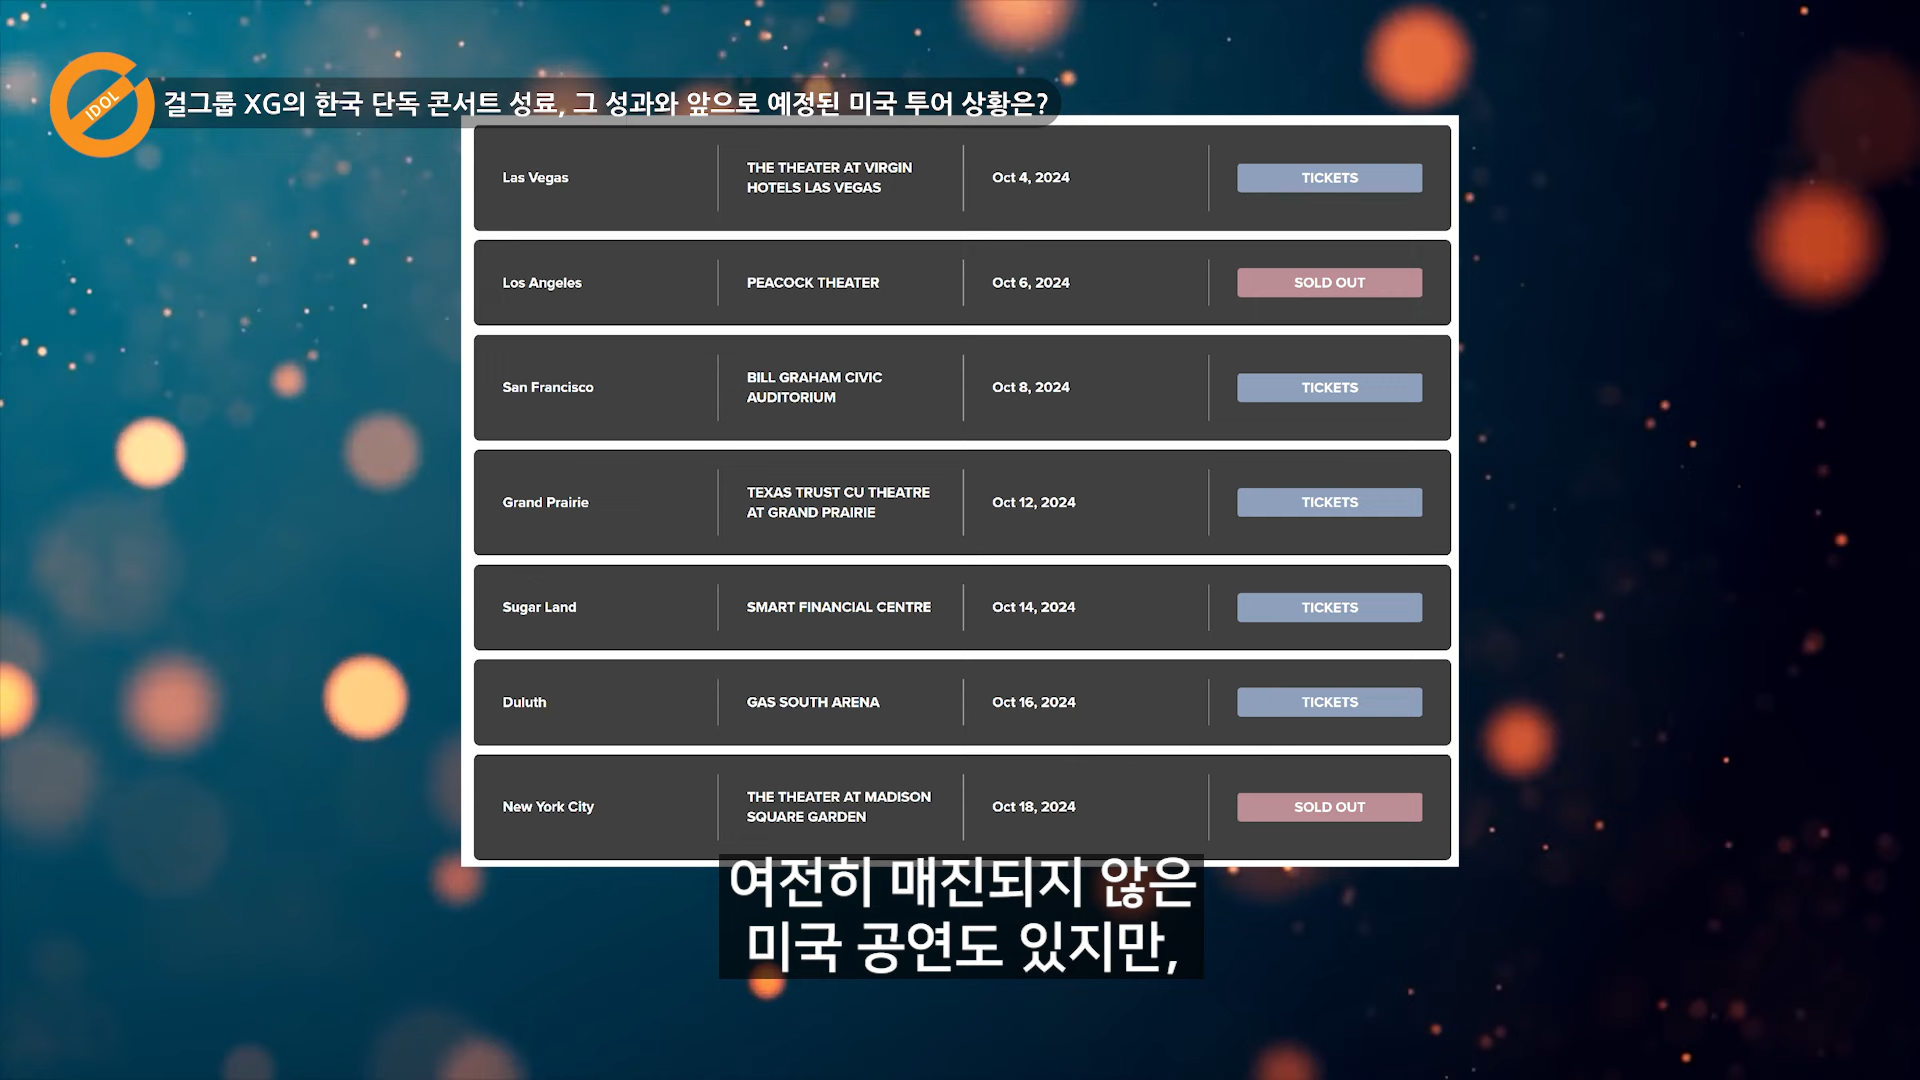 IDOL
걸그룹 XG의 한국 단독 콘서트 성료, 그 성과와 앞으로 예정된 미국 투어 상황은?
Las Vegas
THE THEATER AT VIRGIN
HOTELS LAS VEGAS
Oct 4, 2024
TICKETS
Los Angeles
PEACOCK THEATER
Oct 6, 2024
SOLD OUT
San Francisco
BILL GRAHAM CIVIC
AUDITORIUM
Oct 8, 2024
TICKETS
Grand Prairie
TEXAS TRUST CU THEATRE
AT GRAND PRAIRIE
Oct 12, 2024
TICKETS
Sugar Land
SMART FINANCIAL CENTRE
Oct 14, 2024
TICKETS
Duluth
GAS SOUTH ARENA
Oct 16, 2024
TICKETS
New York City
THE THEATER AT MADISON
SQUARE GARDEN
Oct 18, 2024
SOLD OUT
여전히 매진되지 않은
미국 공연도 있지만,